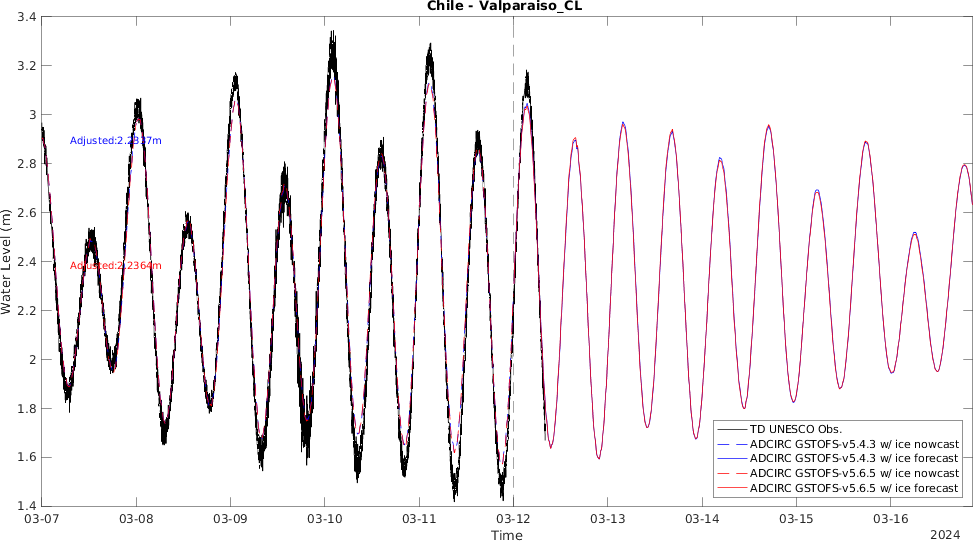 Chile - Valparaiso_CL
3.4
3.2
3
2.8
2.6
2.4
2.2
2
1.8
1.6
1.4
Water Level (m)
Adjusted:2.2337m
Adjusted:2.2364m
TD UNESCO Obs.
ADCIRC GSTOFS-v5.4.3 w/ ice nowcast
ADCIRC GSTOFS-v5.4.3 w/ ice forecast
ADCIRC GSTOFS-v5.6.5 w/ ice nowcast
ADCIRC GSTOFS-v5.6.5 w/ ice forecast
03-07 03-08 03-09 03-10 03-11 03-12 03-13 03-14 03-15 03-16
Time
2024